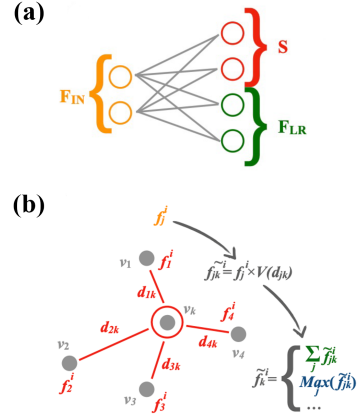 (a)
F_IN
S
F_LR
(b)
f_j^i
v_1 f_1^i
f̃_jk^i = f_j^i × V(d_jk)
d_1k
v_k f_4^i
v_2 d_2k
d_4k v_4
f_2^i
d_3k
v_3 f_3^i
f̃_k^i = { Σ_j f̃_jk^i
Max_j(f̃_jk^i)
...